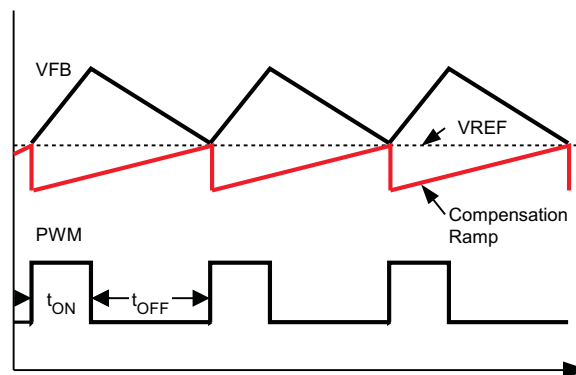 VFB
VREF
Compensation
Ramp
PWM
tON
tOFF